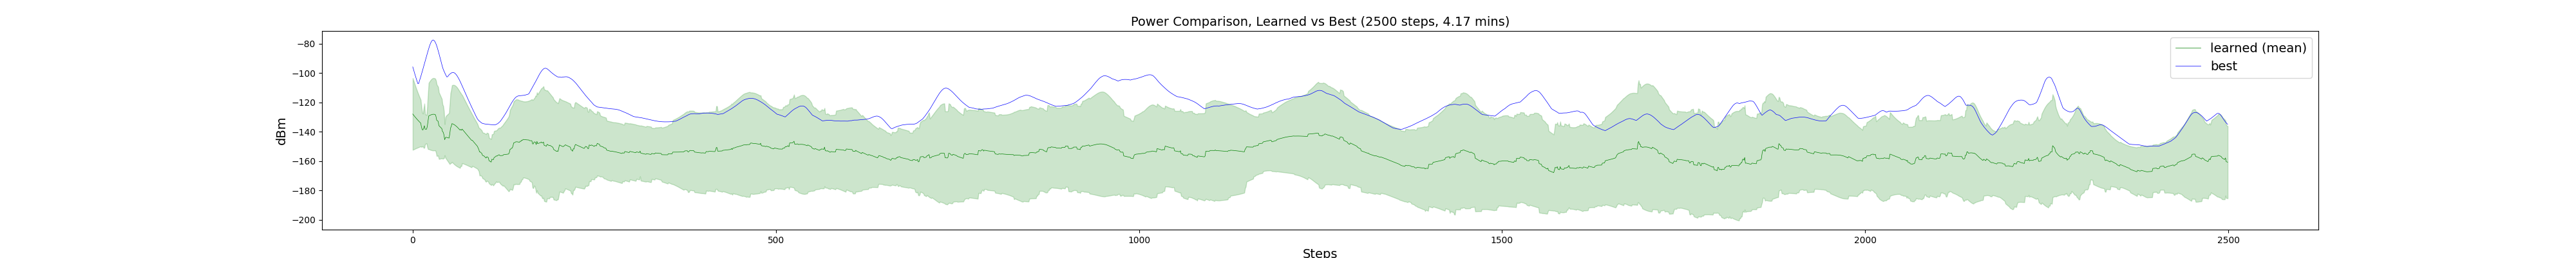 Power Comparison, Learned vs Best (2500 steps, 4.17 mins)
learned (mean)
best
dBm
−80
−100
−120
−140
−160
−180
−200
0 500 1000 1500 2000 2500
Steps